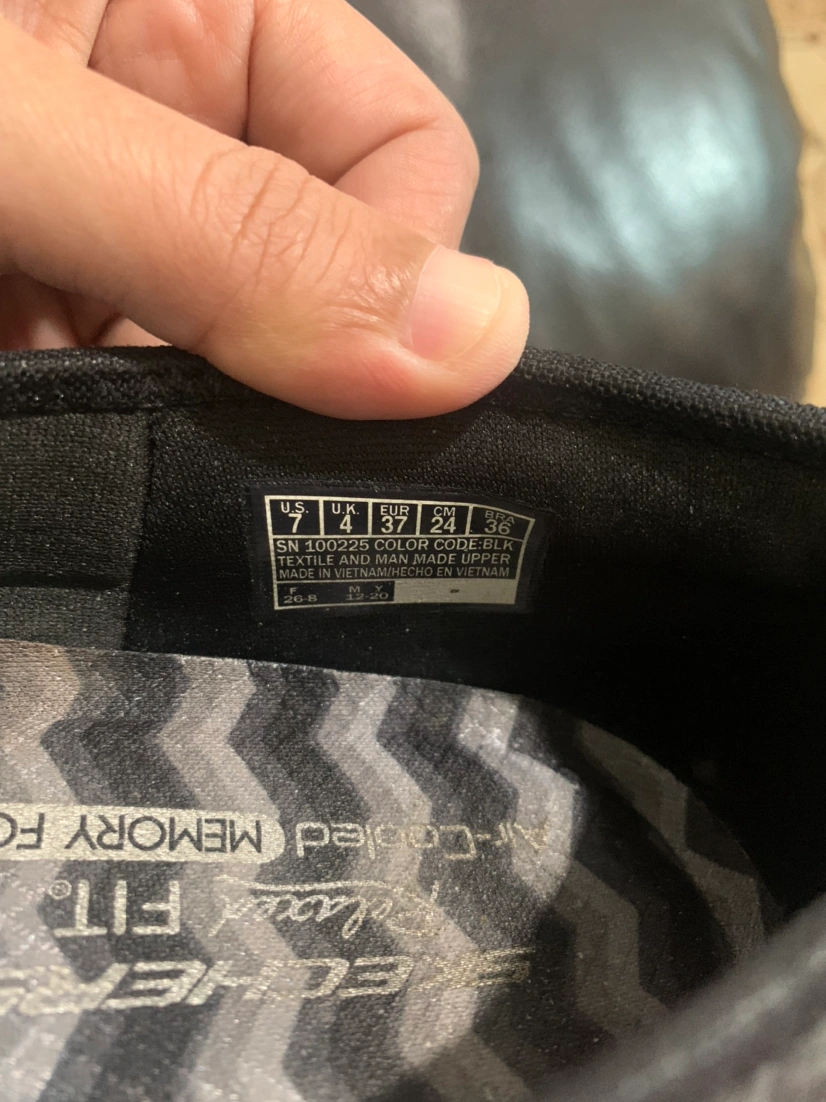 U.S. U.K. EUR CM BRA
7 4 37 24 36
SN 100225 COLOR CODE:BLK
TEXTILE AND MAN MADE UPPER
MADE IN VIETNAM/HECHO EN VIETNAM
F M Y
26-8 12-20 -
SKECHERS
Relaxed FIT®
Air-Cooled MEMORY FO